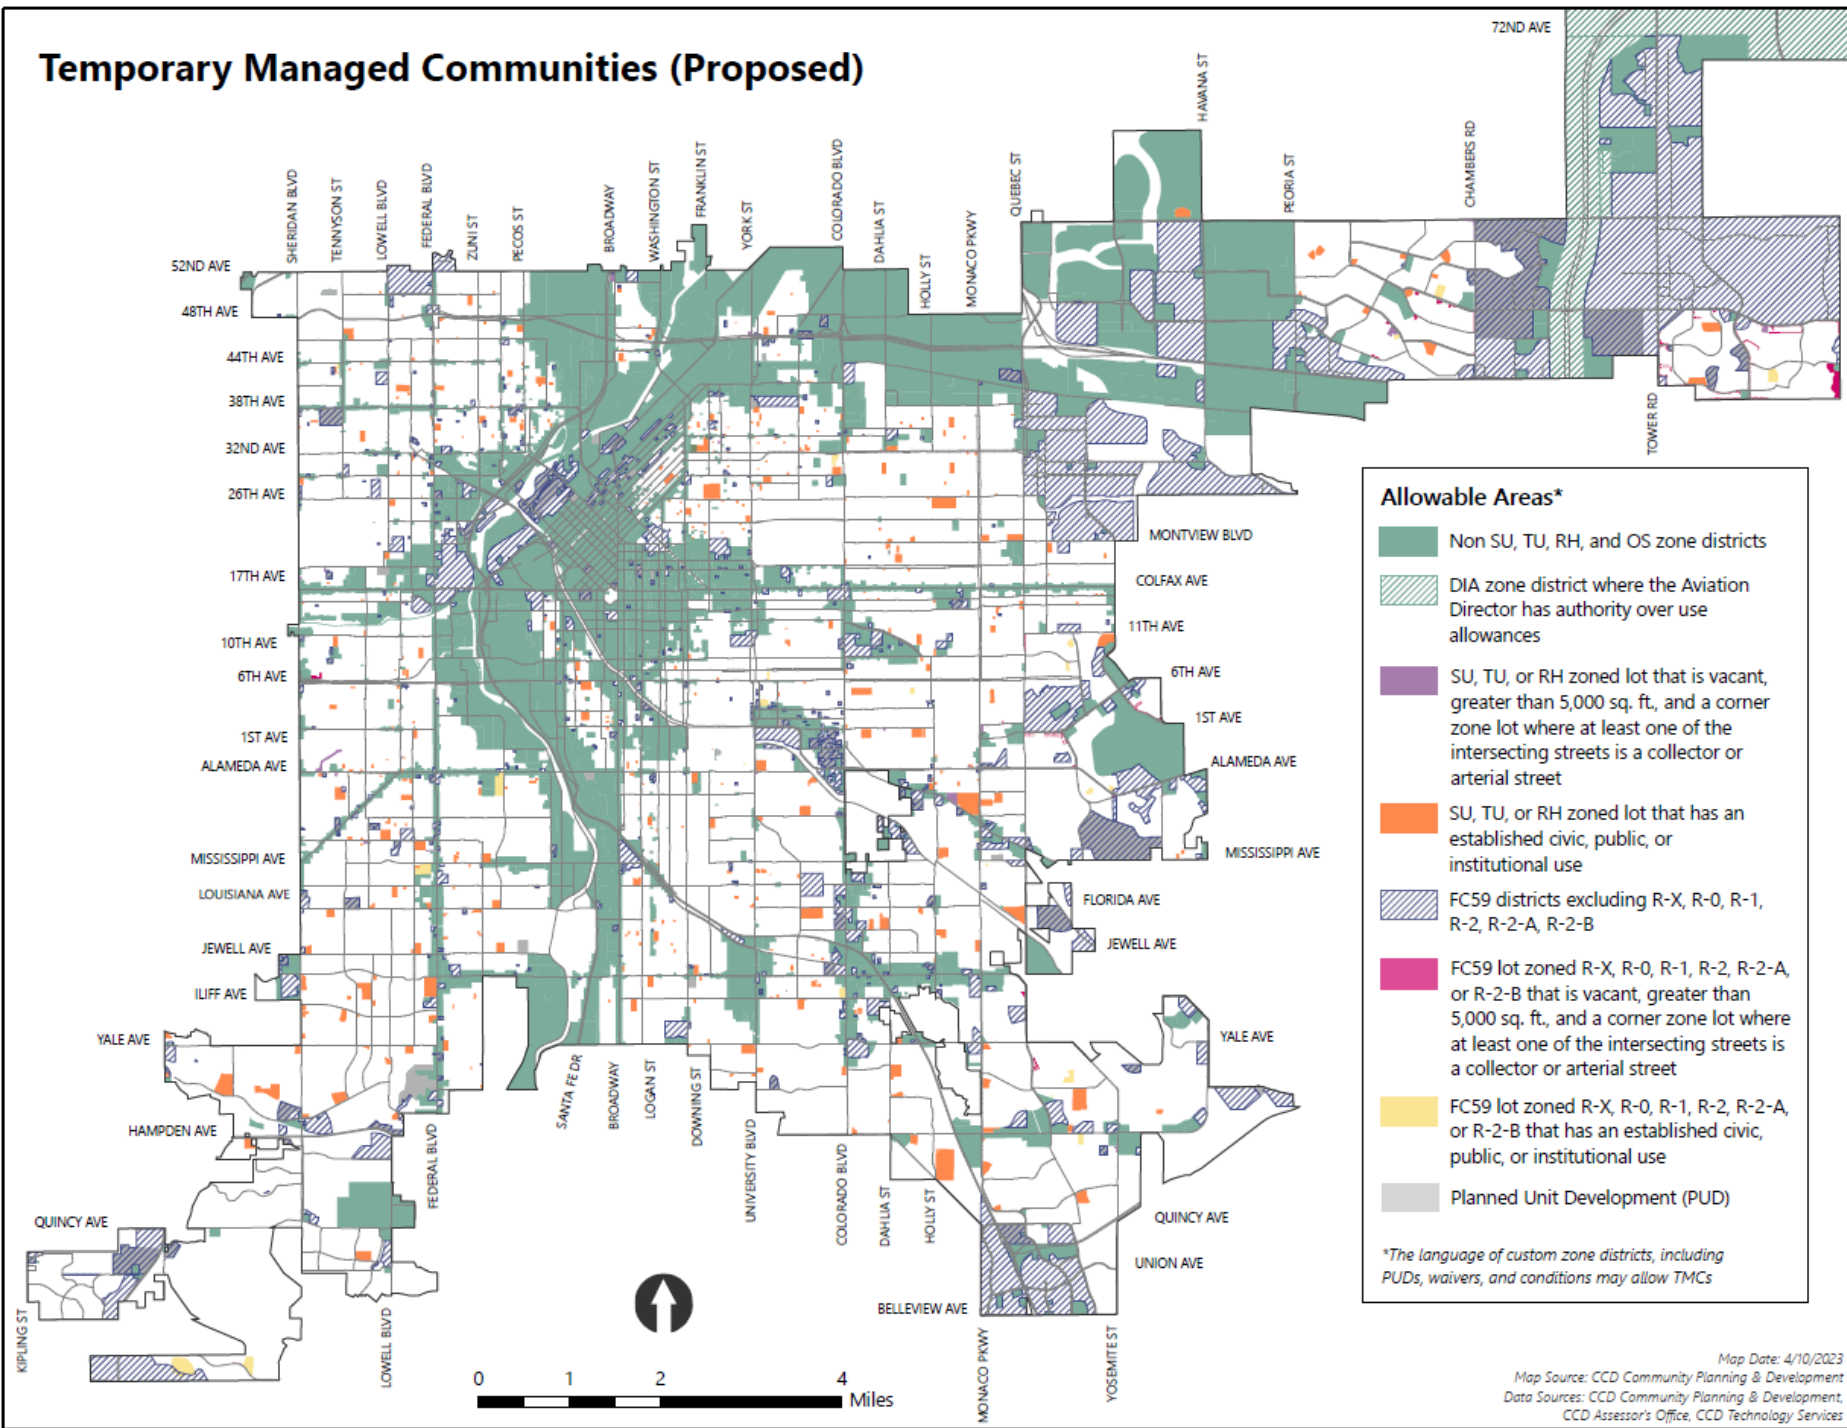 Temporary Managed Communities (Proposed)
72ND AVE
HAVANA ST
SHERIDAN BLVD
TENNYSON ST
LOWELL BLVD
FEDERAL BLVD
ZUNI ST
PECOS ST
BROADWAY
WASHINGTON ST
FRANKLIN ST
YORK ST
COLORADO BLVD
DAHLIA ST
HOLLY ST
MONACO PKWY
QUEBEC ST
PEORIA ST
CHAMBERS RD
TOWER RD
52ND AVE
48TH AVE
44TH AVE
38TH AVE
32ND AVE
26TH AVE
17TH AVE
10TH AVE
6TH AVE
1ST AVE
ALAMEDA AVE
MISSISSIPPI AVE
LOUISIANA AVE
JEWELL AVE
ILIFF AVE
YALE AVE
HAMPDEN AVE
QUINCY AVE
MONTVIEW BLVD
COLFAX AVE
11TH AVE
6TH AVE
1ST AVE
ALAMEDA AVE
MISSISSIPPI AVE
FLORIDA AVE
JEWELL AVE
YALE AVE
QUINCY AVE
UNION AVE
BELLEVIEW AVE
KIPLING ST
LOWELL BLVD
FEDERAL BLVD
SANTA FE DR
BROADWAY
LOGAN ST
DOWNING ST
UNIVERSITY BLVD
COLORADO BLVD
DAHLIA ST
HOLLY ST
MONACO PKWY
YOSEMITE ST
0 1 2 4
Miles
Allowable Areas*
Non SU, TU, RH, and OS zone districts
DIA zone district where the Aviation
Director has authority over use
allowances
SU, TU, or RH zoned lot that is vacant,
greater than 5,000 sq. ft., and a corner
zone lot where at least one of the
intersecting streets is a collector or
arterial street
SU, TU, or RH zoned lot that has an
established civic, public, or
institutional use
FC59 districts excluding R-X, R-0, R-1,
R-2, R-2-A, R-2-B
FC59 lot zoned R-X, R-0, R-1, R-2, R-2-A,
or R-2-B that is vacant, greater than
5,000 sq. ft., and a corner zone lot where
at least one of the intersecting streets is
a collector or arterial street
FC59 lot zoned R-X, R-0, R-1, R-2, R-2-A,
or R-2-B that has an established civic,
public, or institutional use
Planned Unit Development (PUD)
*The language of custom zone districts, including
PUDs, waivers, and conditions may allow TMCs
Map Date: 4/10/2023
Map Source: CCD Community Planning & Development
Data Sources: CCD Community Planning & Development,
CCD Assessor's Office, CCD Technology Services